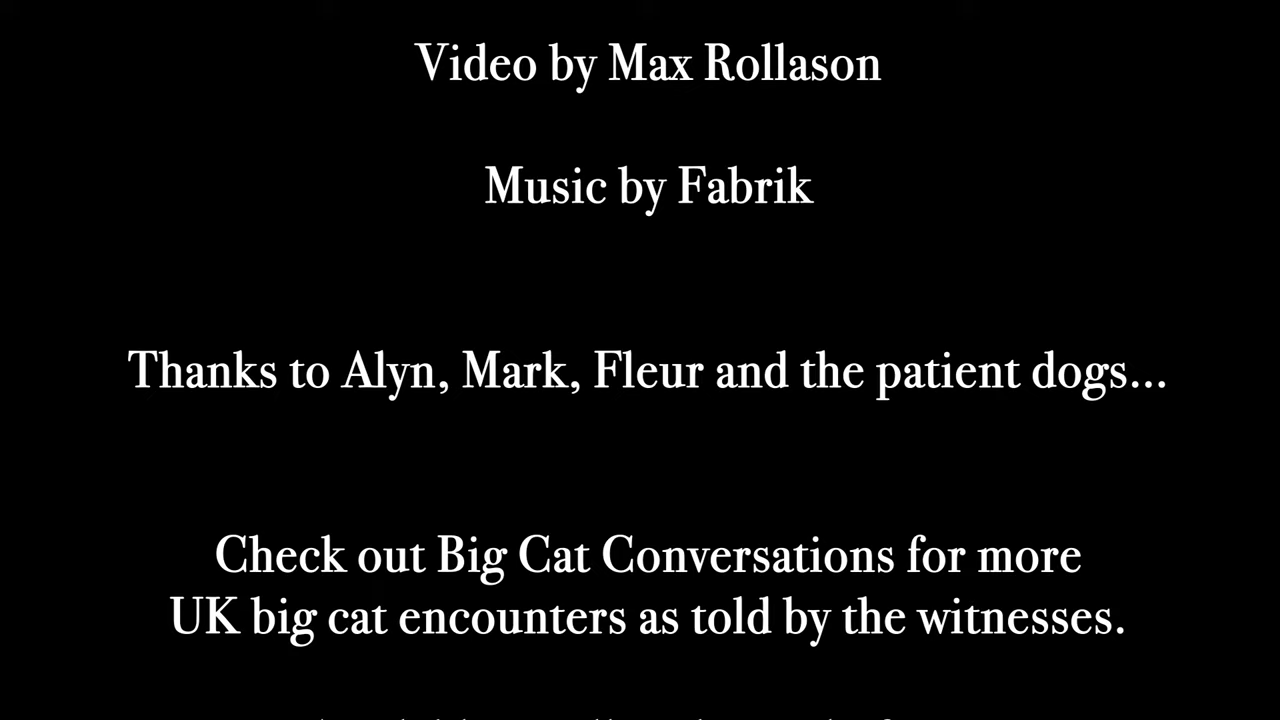 Video by Max Rollason
Music by Fabrik
Thanks to Alyn, Mark, Fleur and the patient dogs...
Check out Big Cat Conversations for more
UK big cat encounters as told by the witnesses.